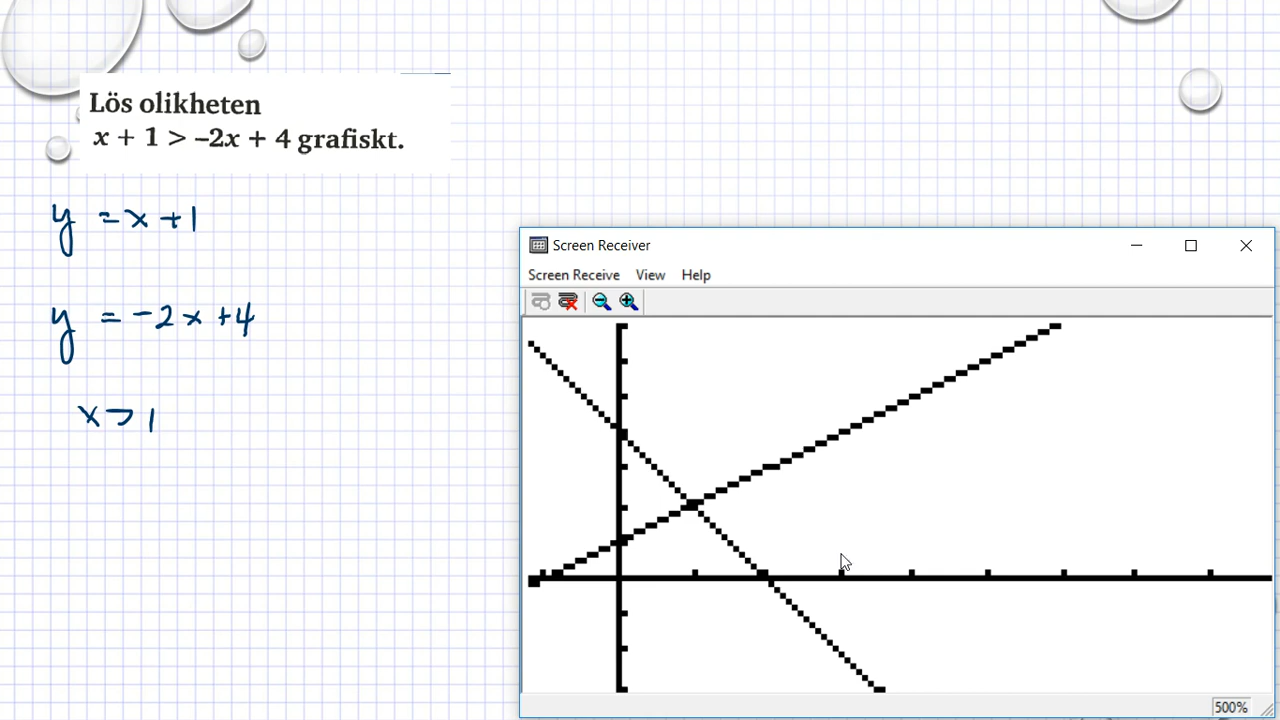 Lös olikheten
x + 1 > –2x + 4 grafiskt.
y = x + 1
y = -2x + 4
x > 1
Screen Receiver
Screen Receive View Help
500%